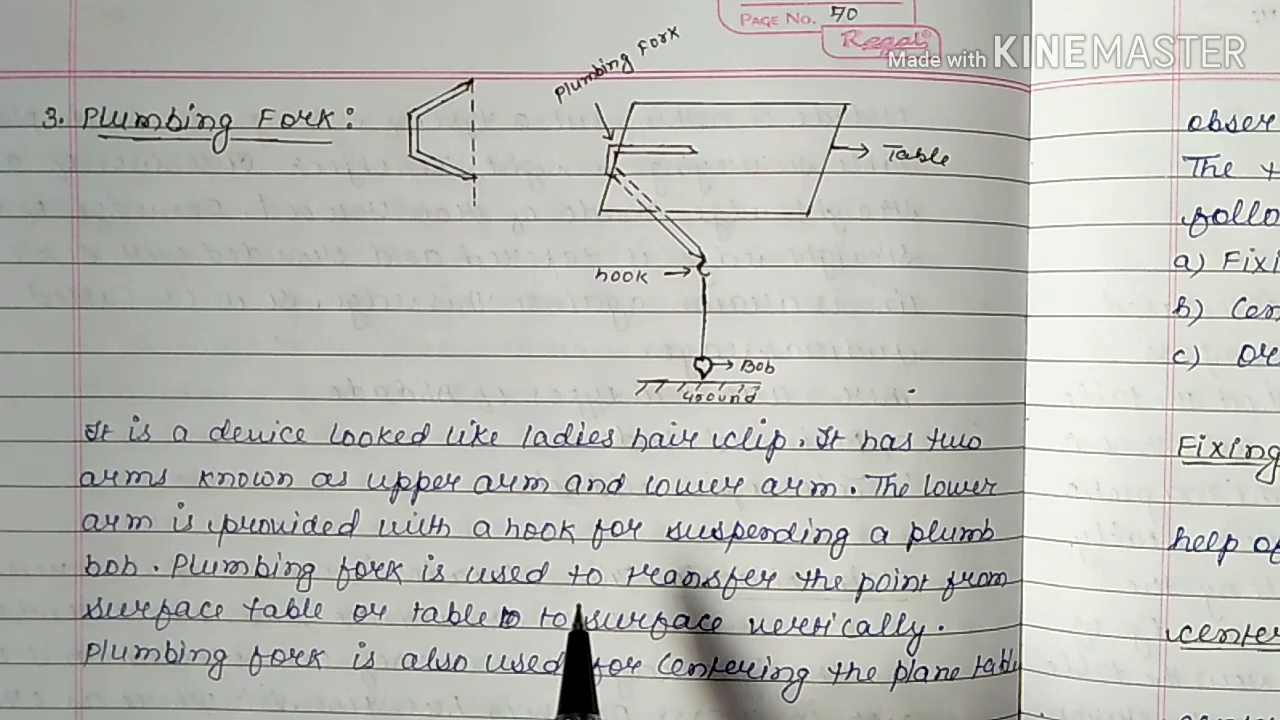 PAGE No. 70
Regal
Made with KINEMASTER
3. Plumbing Fork:
Plumbing Fork
Table
hook
Bob
Ground
It is a device looked like ladies hair clip. It has two
arms known as upper arm and lower arm. The lower
arm is provided with a hook for suspending a plumb
bob. Plumbing fork is used to transfer the point from
surface table or table to to surface vertically.
Plumbing fork is also used for centering the plane table
obser
The
follo
a) Fixi
b) Cen
c) Or
Fixing
help of
center